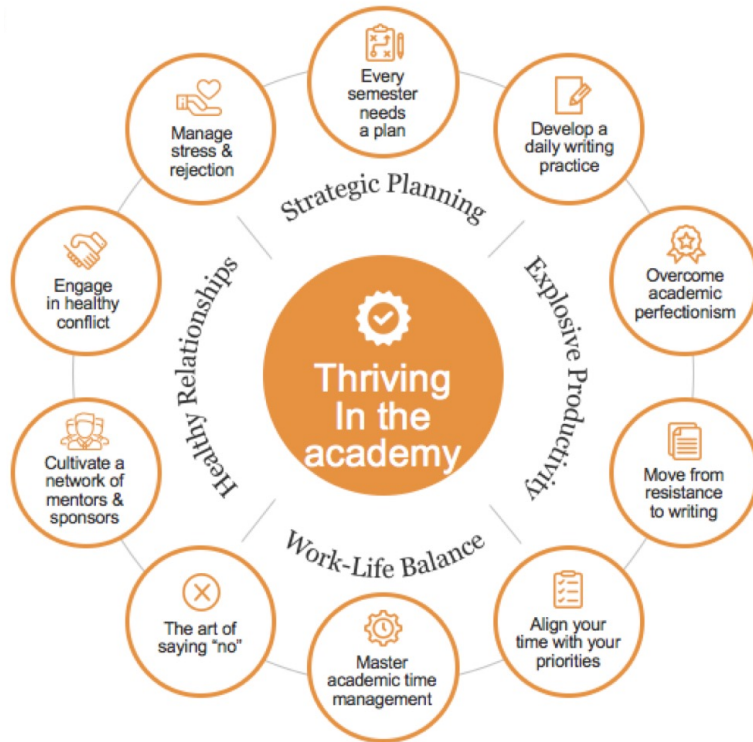 Every
semester
needs
a plan
Develop a
daily writing
practice
Overcome
academic
perfectionism
Move from
resistance
to writing
Align your
time with your
priorities
Master
academic time
management
The art of
saying “no”
Cultivate a
network of
mentors &
sponsors
Engage
in healthy
conflict
Manage
stress &
rejection
Strategic Planning
Explosive Productivity
Work-Life Balance
Healthy Relationships
Thriving
In the
academy